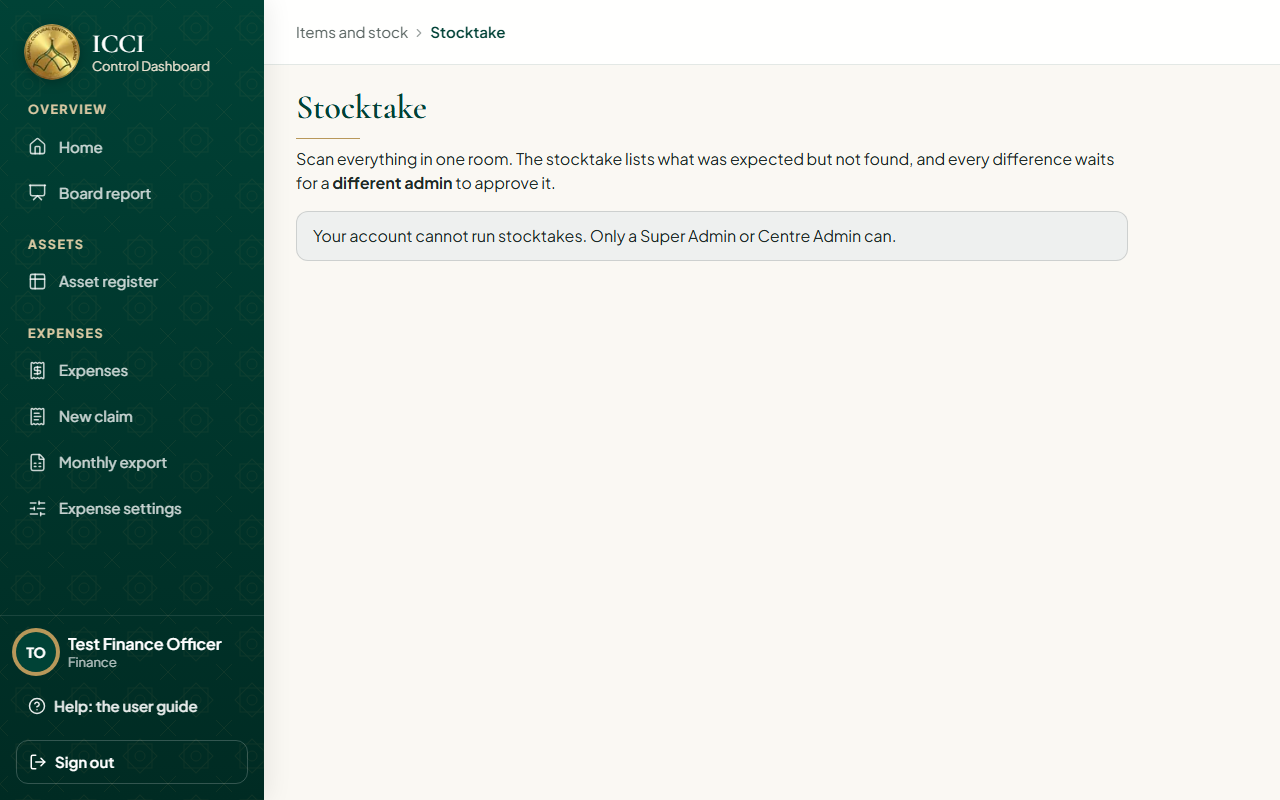 ICCI
Control Dashboard
OVERVIEW
Home
Board report
ASSETS
Asset register
EXPENSES
Expenses
New claim
Monthly export
Expense settings
TO
Test Finance Officer
Finance
Help: the user guide
Sign out
Items and stock › Stocktake
Stocktake
Scan everything in one room. The stocktake lists what was expected but not found, and every difference waits
for a different admin to approve it.
Your account cannot run stocktakes. Only a Super Admin or Centre Admin can.